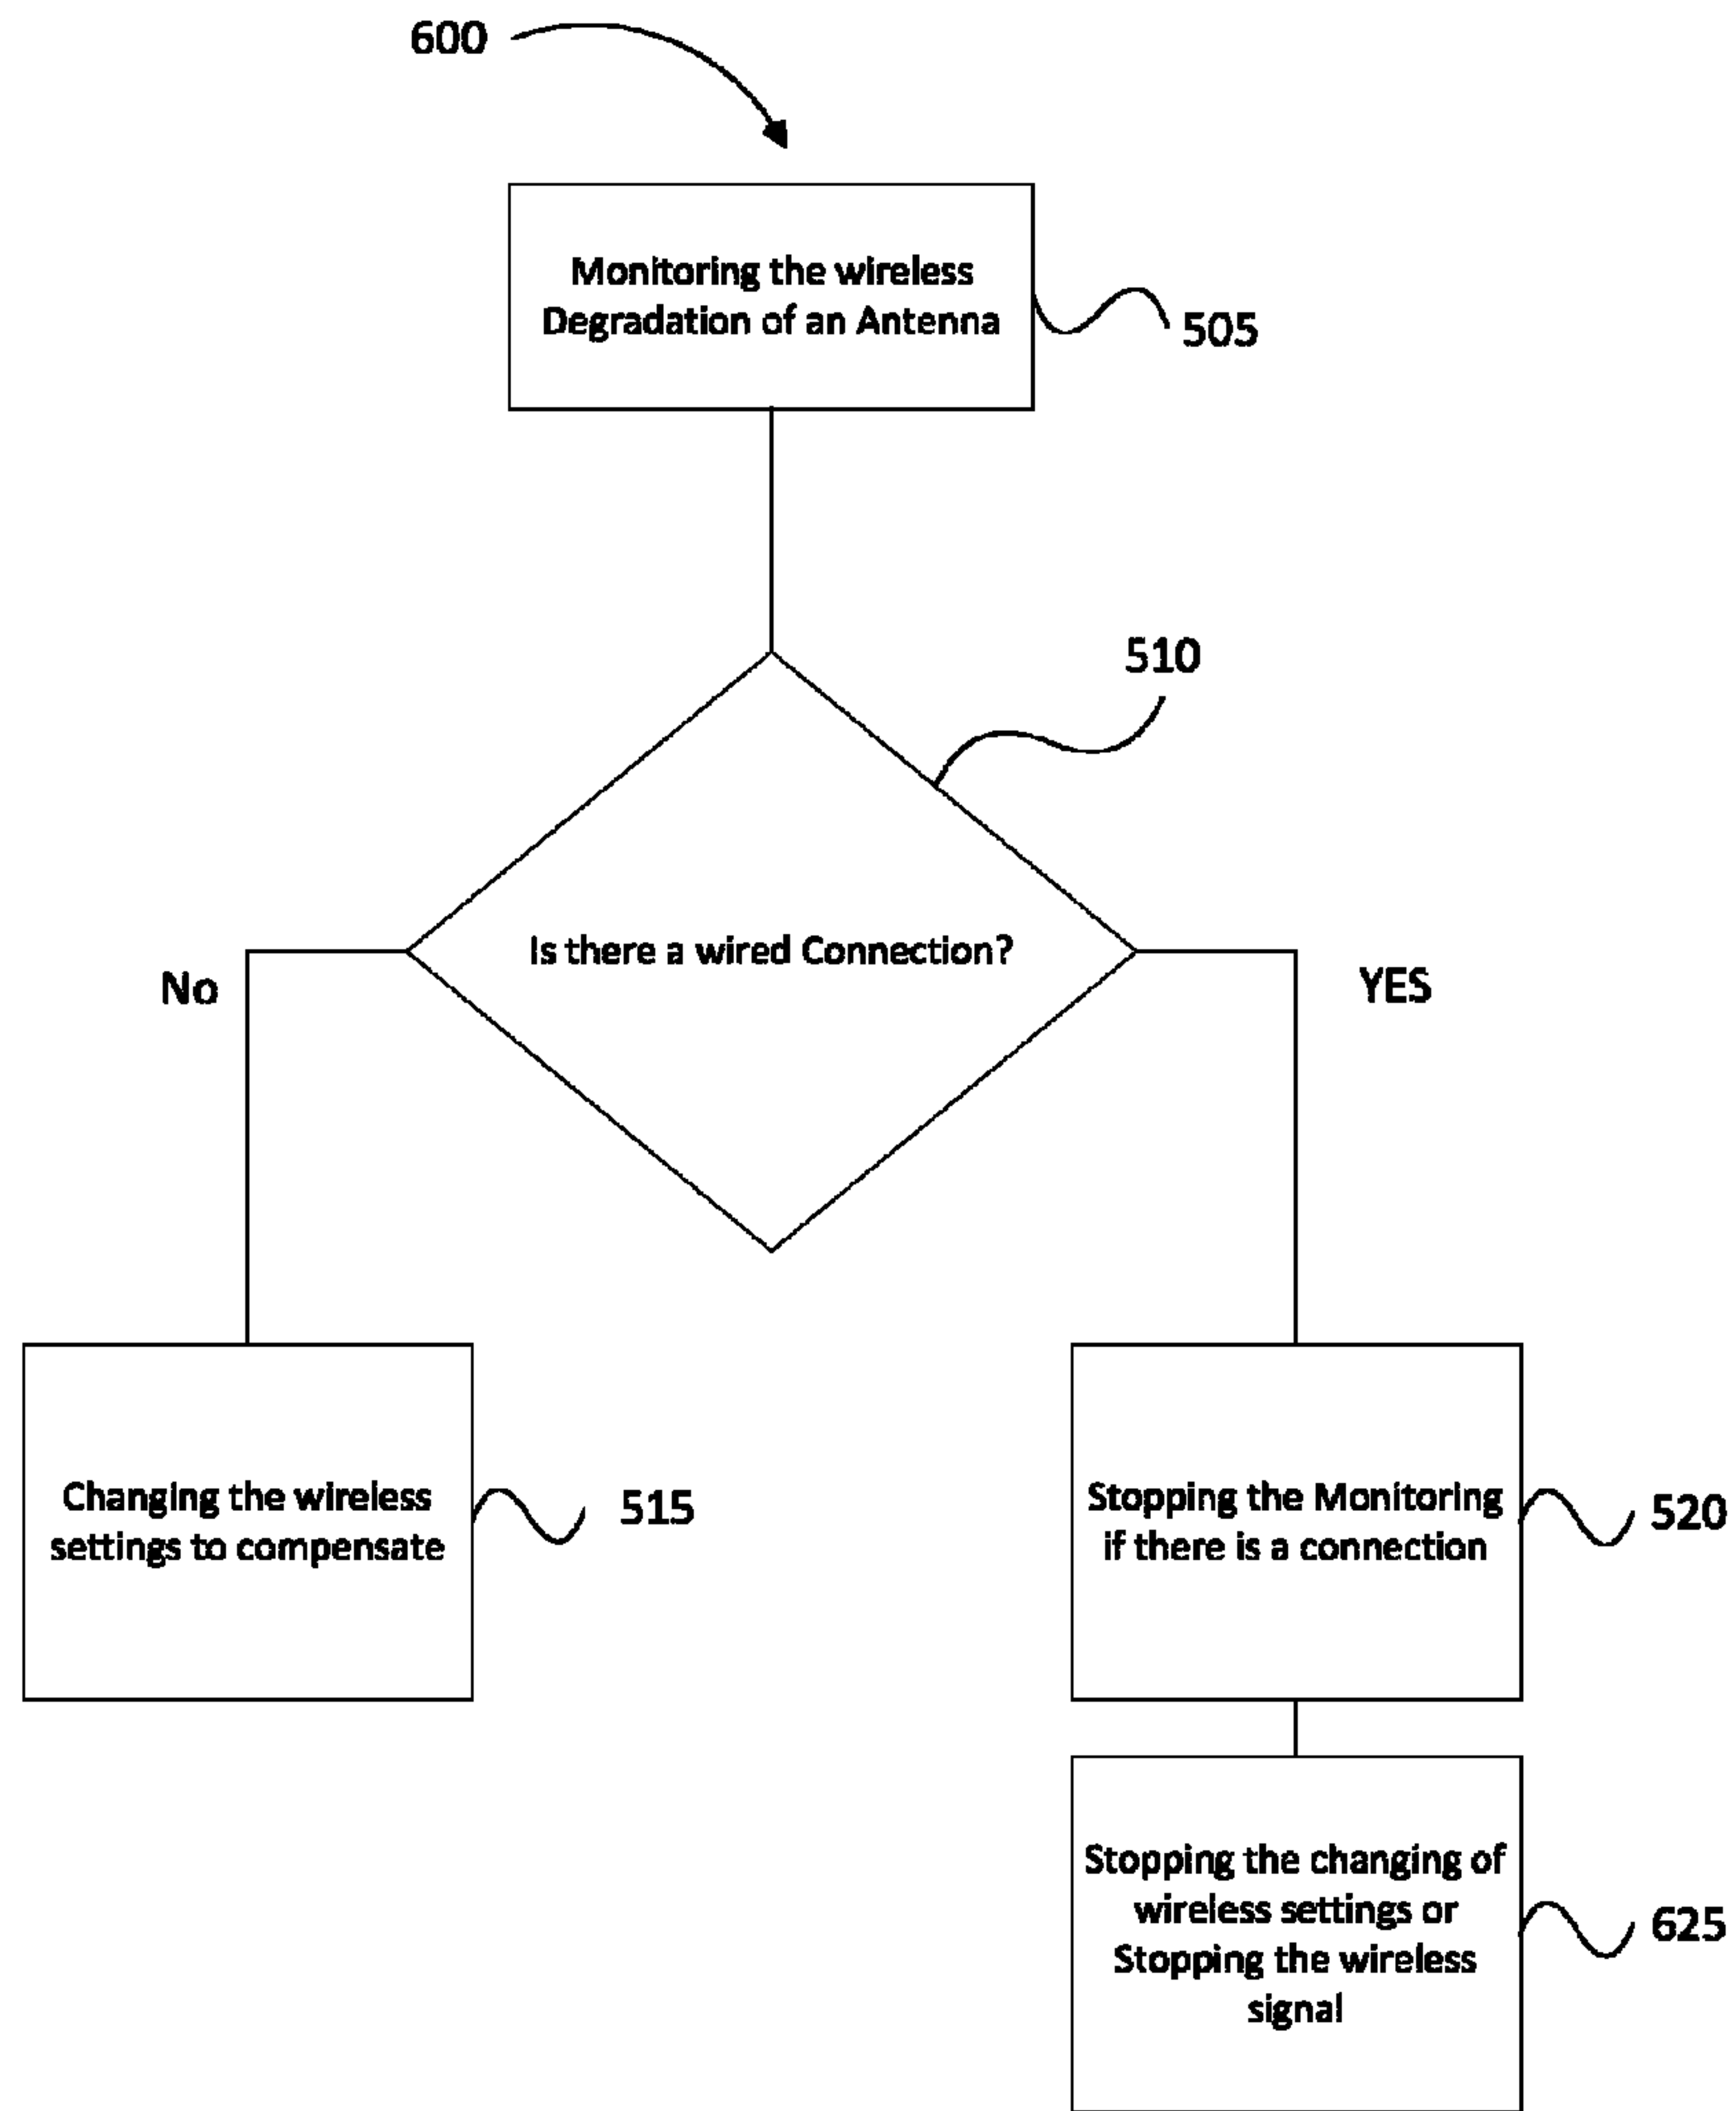 600
Monitoring the wireless
Degradation of an Antenna
505
510
Is there a wired Connection?
No
YES
Changing the wireless
settings to compensate
515
Stopping the Monitoring
if there is a connection
520
Stopping the changing of
wireless settings or
Stopping the wireless
signal
625